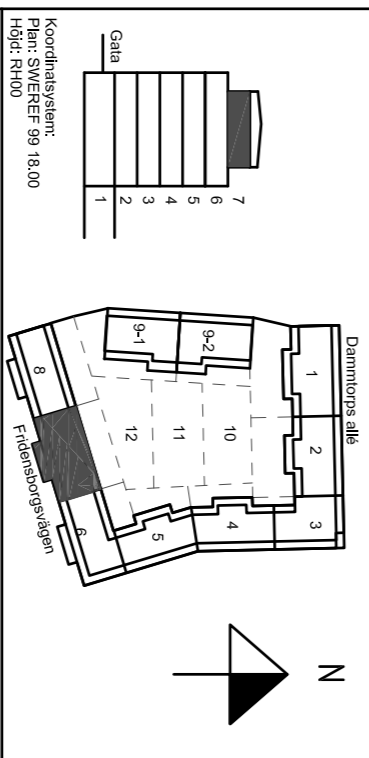 Koordinatsystem:
Plan: SWEREF 99 18.00
Höjd: RH00
Gata
1
2
3
4
5
6
7
Dammtorps allé
1
2
3
4
5
6
8
9-1
9-2
10
11
12
Fridensborgsvägen
N